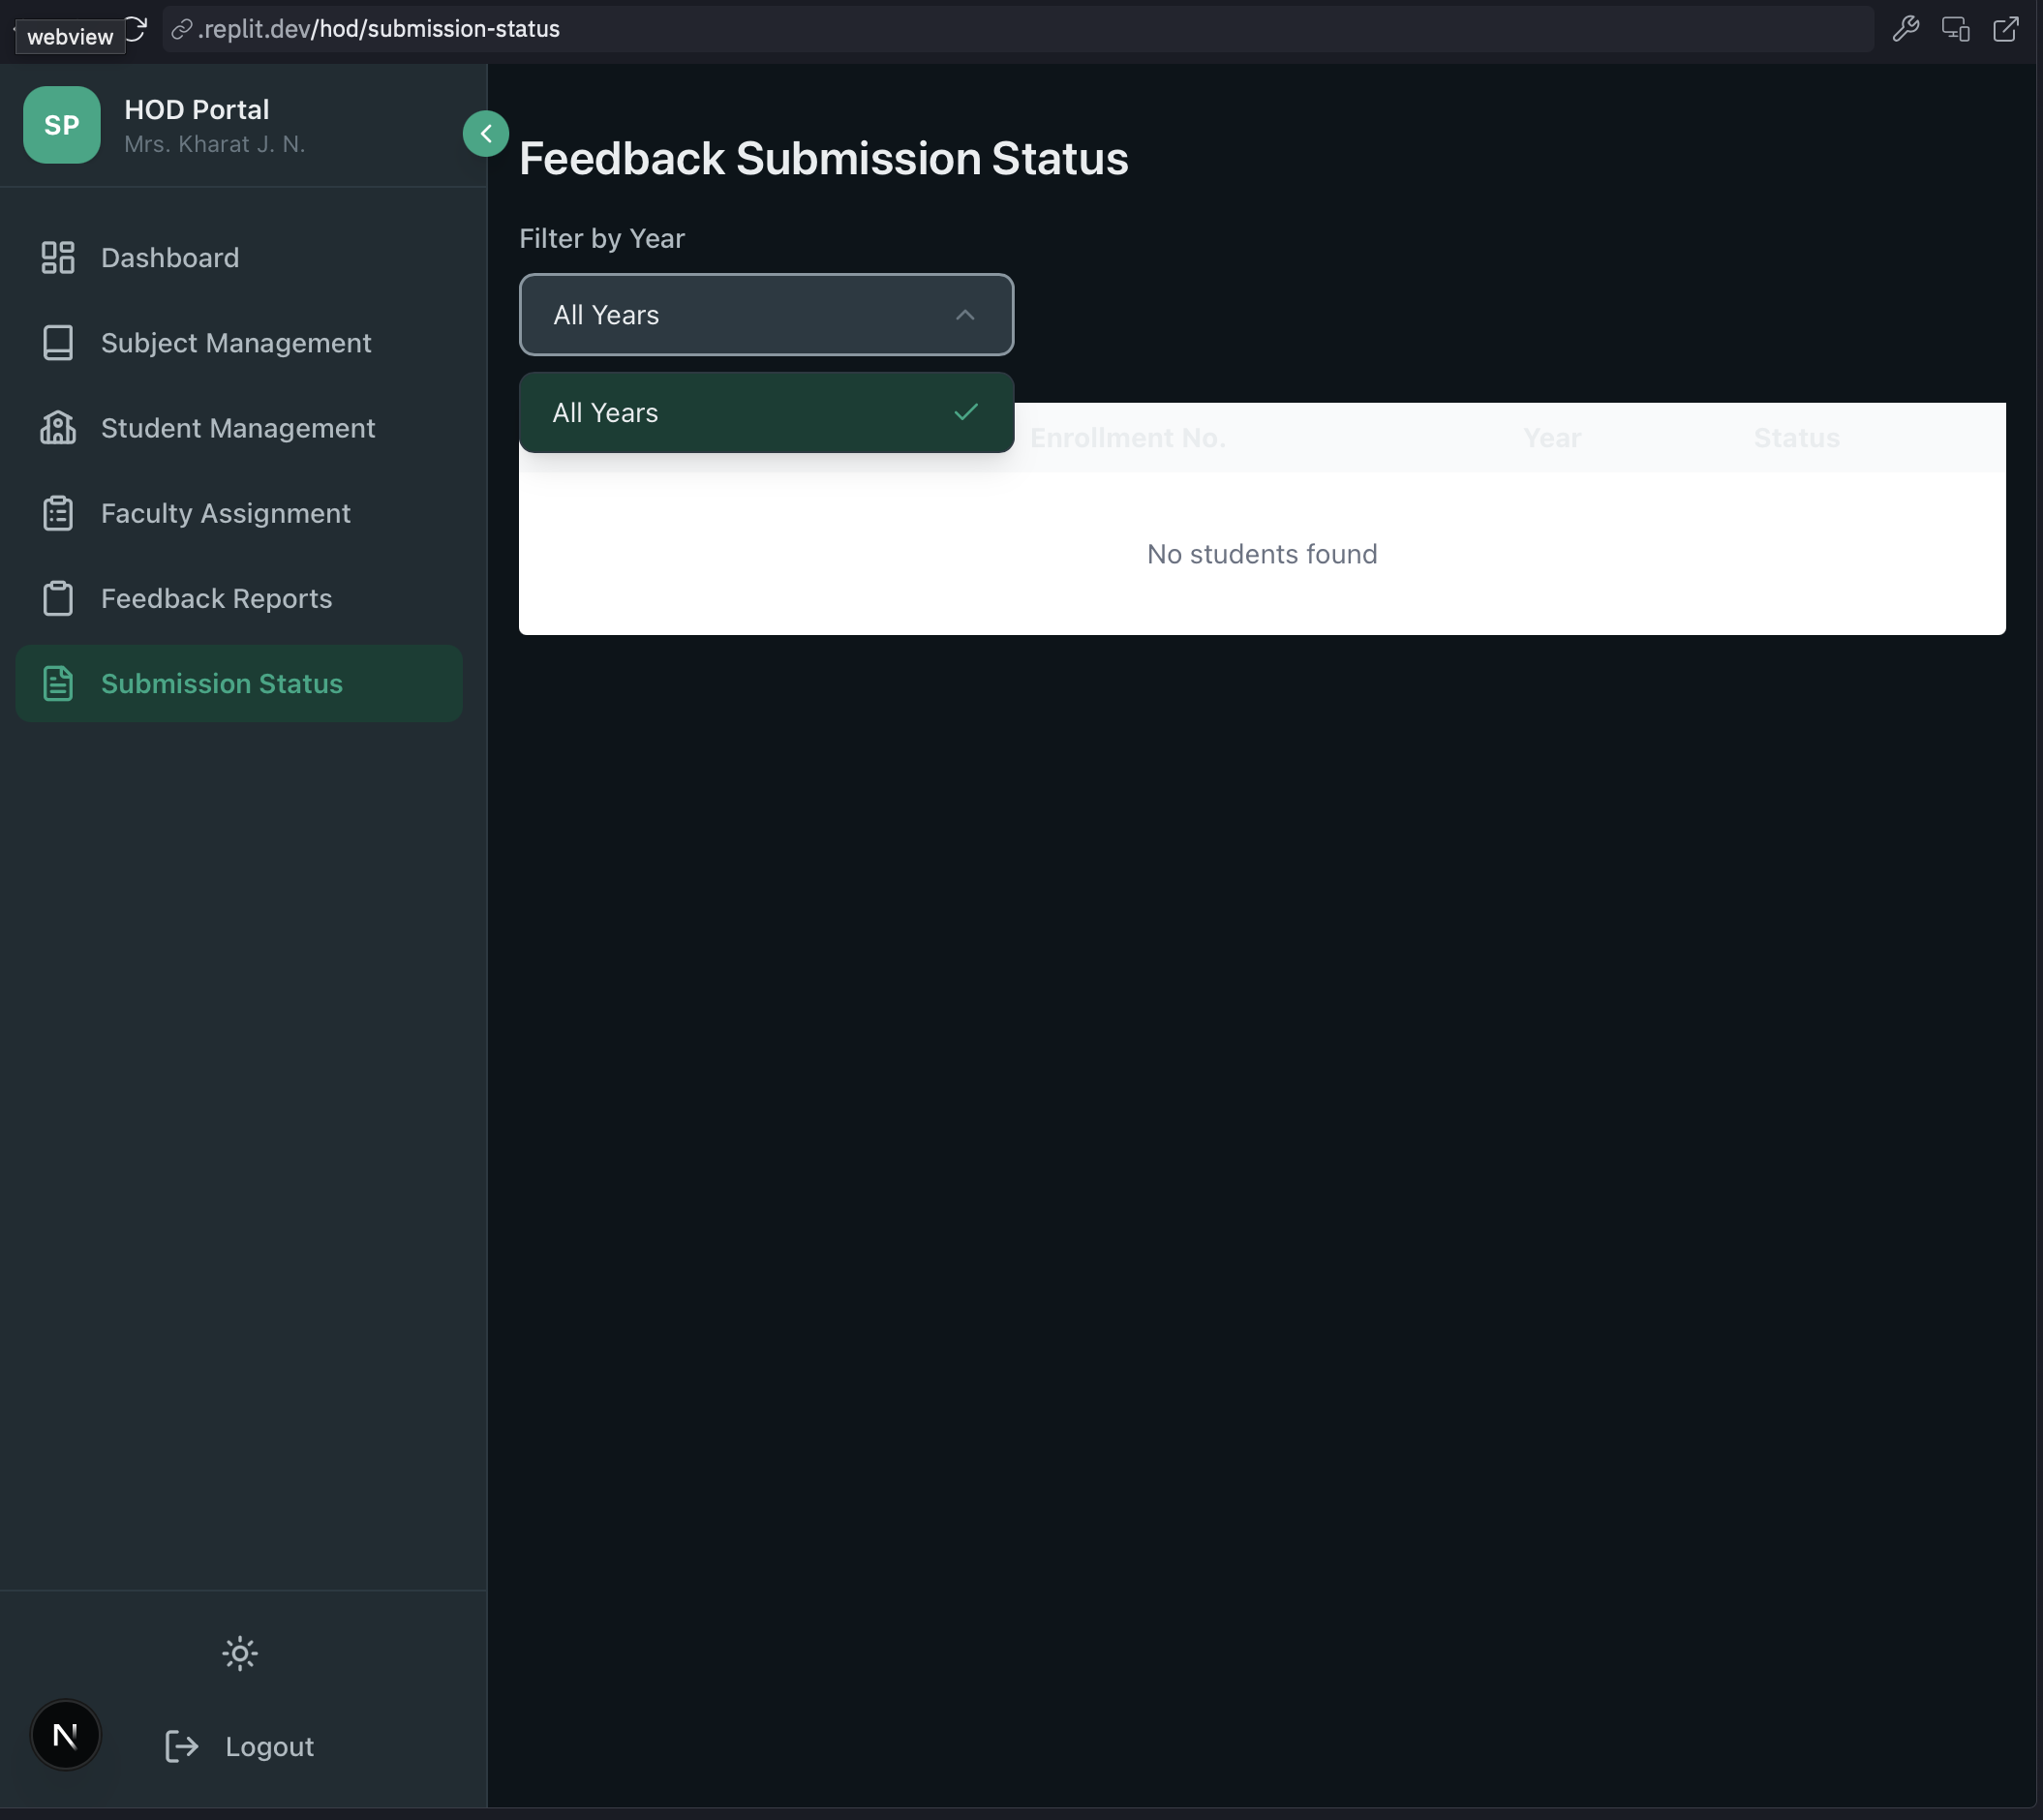 webview
.replit.dev/hod/submission-status
SP
HOD Portal
Mrs. Kharat J. N.
Dashboard
Subject Management
Student Management
Faculty Assignment
Feedback Reports
Submission Status
N
Logout
Feedback Submission Status
Filter by Year
All Years
All Years
Enrollment No.
Year
Status
No students found